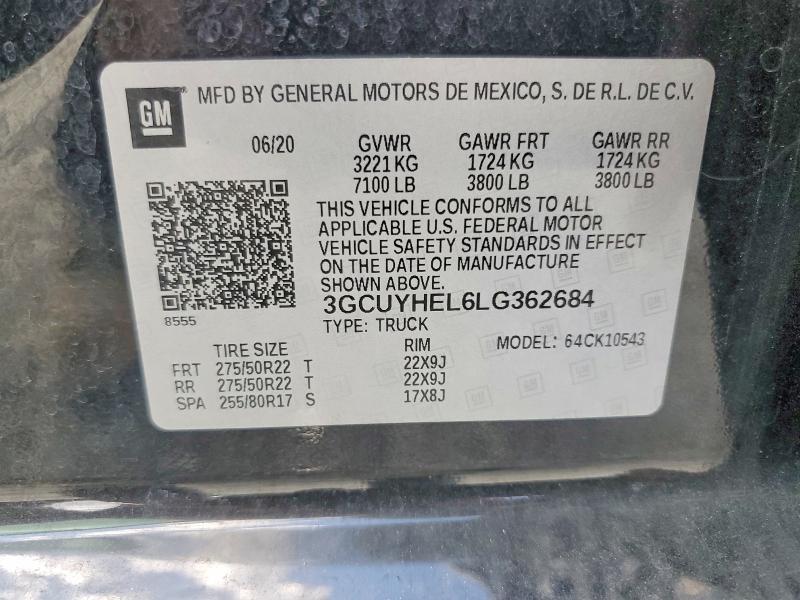 GM MFD BY GENERAL MOTORS DE MEXICO, S. DE R.L. DE C.V.
06/20 GVWR GAWR FRT GAWR RR
3221 KG 1724 KG 1724 KG
7100 LB 3800 LB 3800 LB
THIS VEHICLE CONFORMS TO ALL
APPLICABLE U.S. FEDERAL MOTOR
VEHICLE SAFETY STANDARDS IN EFFECT
ON THE DATE OF MANUFACTURE
SHOWN ABOVE.
3GCUYHEL6LG362684
8555
TYPE: TRUCK
MODEL: 64CK10543
TIRE SIZE RIM
FRT 275/50R22 T 22X9J
RR 275/50R22 T 22X9J
SPA 255/80R17 S 17X8J